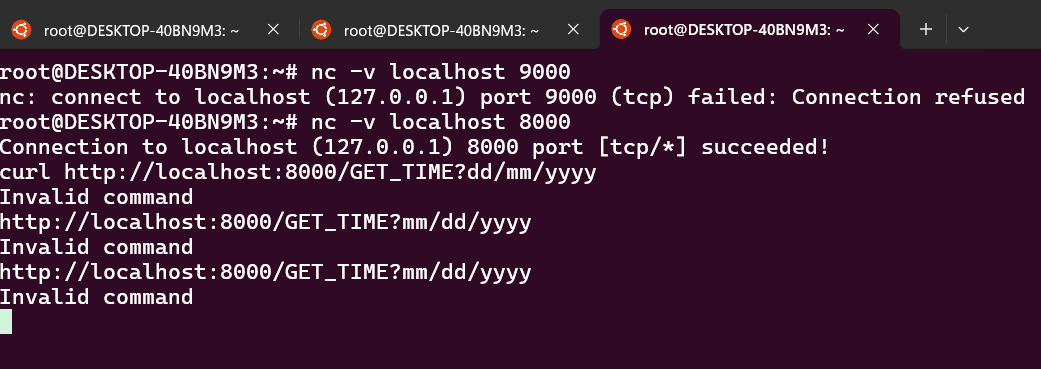 root@DESKTOP-40BN9M3: ~
root@DESKTOP-40BN9M3: ~
root@DESKTOP-40BN9M3: ~
root@DESKTOP-40BN9M3:~# nc -v localhost 9000
nc: connect to localhost (127.0.0.1) port 9000 (tcp) failed: Connection refused
root@DESKTOP-40BN9M3:~# nc -v localhost 8000
Connection to localhost (127.0.0.1) 8000 port [tcp/*] succeeded!
curl http://localhost:8000/GET_TIME?dd/mm/yyyy
Invalid command
http://localhost:8000/GET_TIME?mm/dd/yyyy
Invalid command
http://localhost:8000/GET_TIME?mm/dd/yyyy
Invalid command